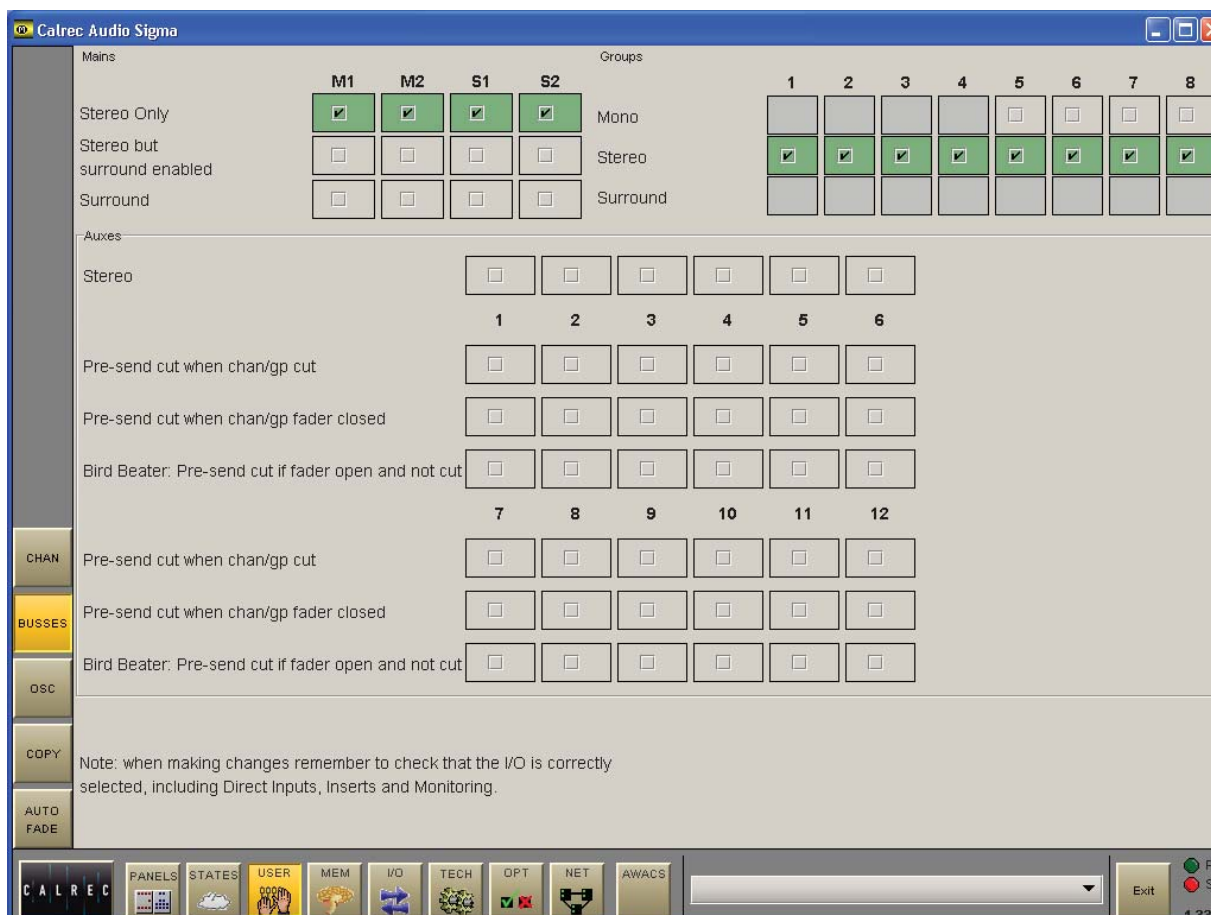 Calrec Audio Sigma
Mains
M1 M2 S1 S2
Stereo Only
Stereo but
surround enabled
Surround
Groups
1 2 3 4 5 6 7 8
Mono
Stereo
Surround
Auxes
Stereo
1 2 3 4 5 6
Pre-send cut when chan/gp cut
Pre-send cut when chan/gp fader closed
Bird Beater: Pre-send cut if fader open and not cut
7 8 9 10 11 12
Pre-send cut when chan/gp cut
Pre-send cut when chan/gp fader closed
Bird Beater: Pre-send cut if fader open and not cut
Note: when making changes remember to check that the I/O is correctly
selected, including Direct Inputs, Inserts and Monitoring.
CHAN
BUSSES
OSC
COPY
AUTO
FADE
CALREC
PANELS
STATES
USER
MEM
I/O
TECH
OPT
NET
AWACS
Exit